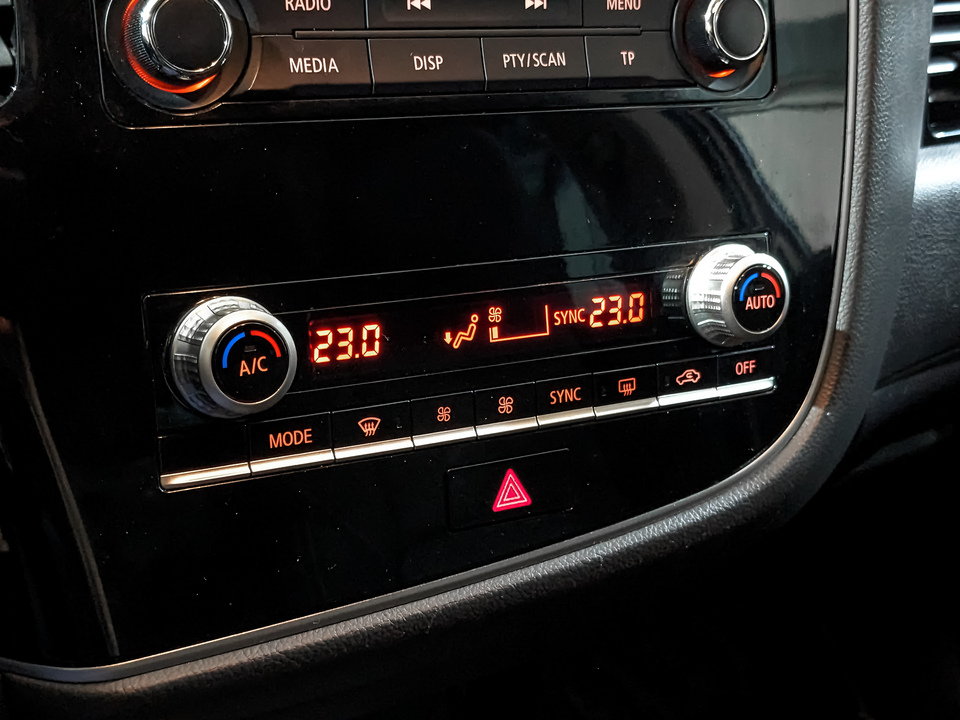 RADIO
MENU
MEDIA
DISP
PTY/SCAN
TP
A/C
23.0
SYNC
23.0
AUTO
MODE
SYNC
OFF